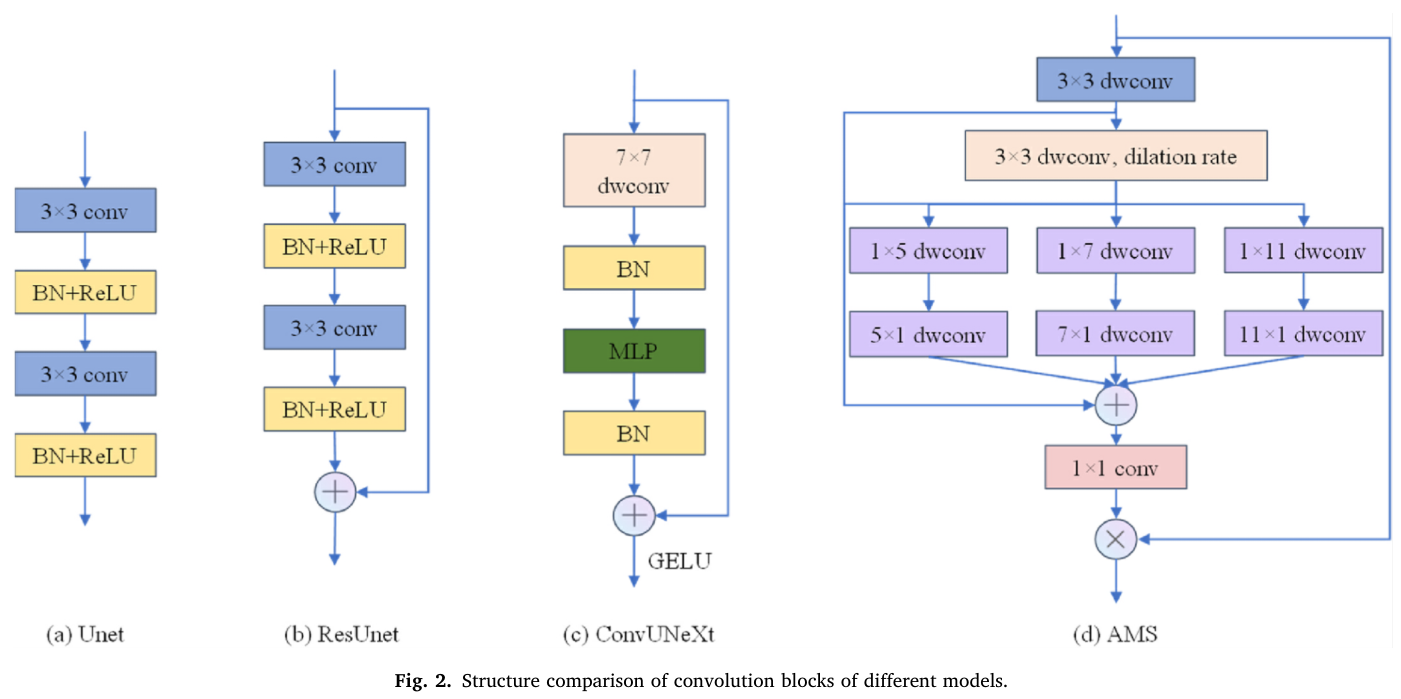 3×3 conv
BN+ReLU
3×3 conv
BN+ReLU
(a) Unet
3×3 conv
BN+ReLU
3×3 conv
BN+ReLU
+
(b) ResUnet
7×7
dwconv
BN
MLP
BN
+
GELU
(c) ConvUNeXt
3×3 dwconv
3×3 dwconv, dilation rate
1×5 dwconv
1×7 dwconv
1×11 dwconv
5×1 dwconv
7×1 dwconv
11×1 dwconv
+
1×1 conv
×
(d) AMS
Fig. 2. Structure comparison of convolution blocks of different models.